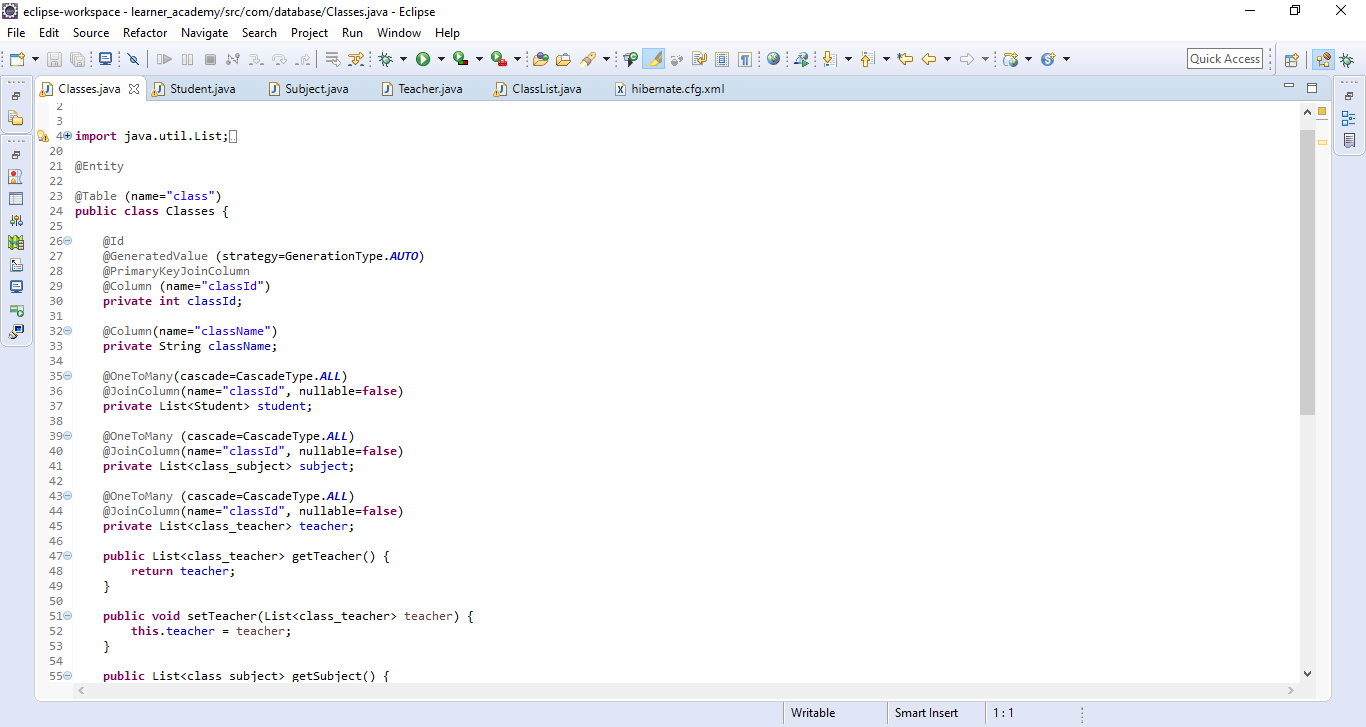 eclipse-workspace - learner_academy/src/com/database/Classes.java - Eclipse
File Edit Source Refactor Navigate Search Project Run Window Help
Quick Access
Classes.java Student.java Subject.java Teacher.java ClassList.java hibernate.cfg.xml
2
3
4 import java.util.List;
20
21 @Entity
22
23 @Table (name="class")
24 public class Classes {
25
26 @Id
27 @GeneratedValue (strategy=GenerationType.AUTO)
28 @PrimaryKeyJoinColumn
29 @Column (name="classId")
30 private int classId;
31
32 @Column(name="className")
33 private String className;
34
35 @OneToMany(cascade=CascadeType.ALL)
36 @JoinColumn(name="classId", nullable=false)
37 private List<Student> student;
38
39 @OneToMany (cascade=CascadeType.ALL)
40 @JoinColumn(name="classId", nullable=false)
41 private List<class_subject> subject;
42
43 @OneToMany (cascade=CascadeType.ALL)
44 @JoinColumn(name="classId", nullable=false)
45 private List<class_teacher> teacher;
46
47 public List<class_teacher> getTeacher() {
48 return teacher;
49 }
50
51 public void setTeacher(List<class_teacher> teacher) {
52 this.teacher = teacher;
53 }
54
55 public List<class_subject> getSubject() {
Writable Smart Insert 1 : 1